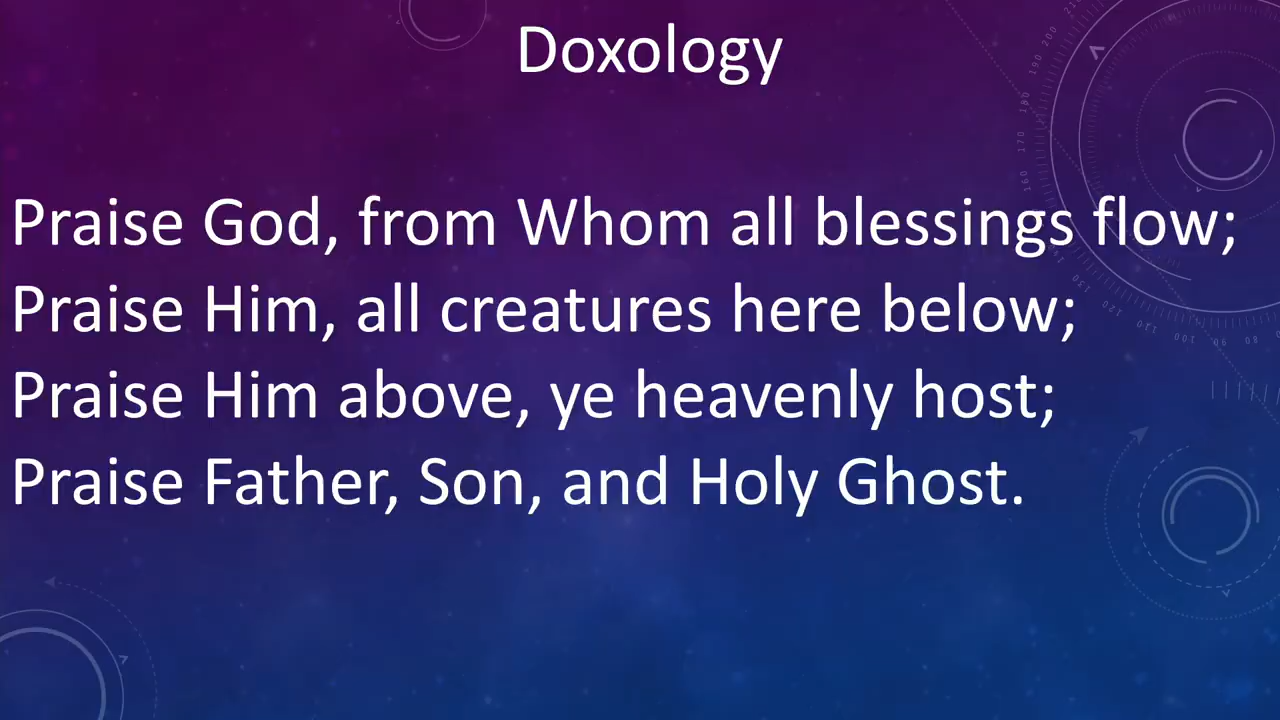 Doxology
Praise God, from Whom all blessings flow;
Praise Him, all creatures here below;
Praise Him above, ye heavenly host;
Praise Father, Son, and Holy Ghost.